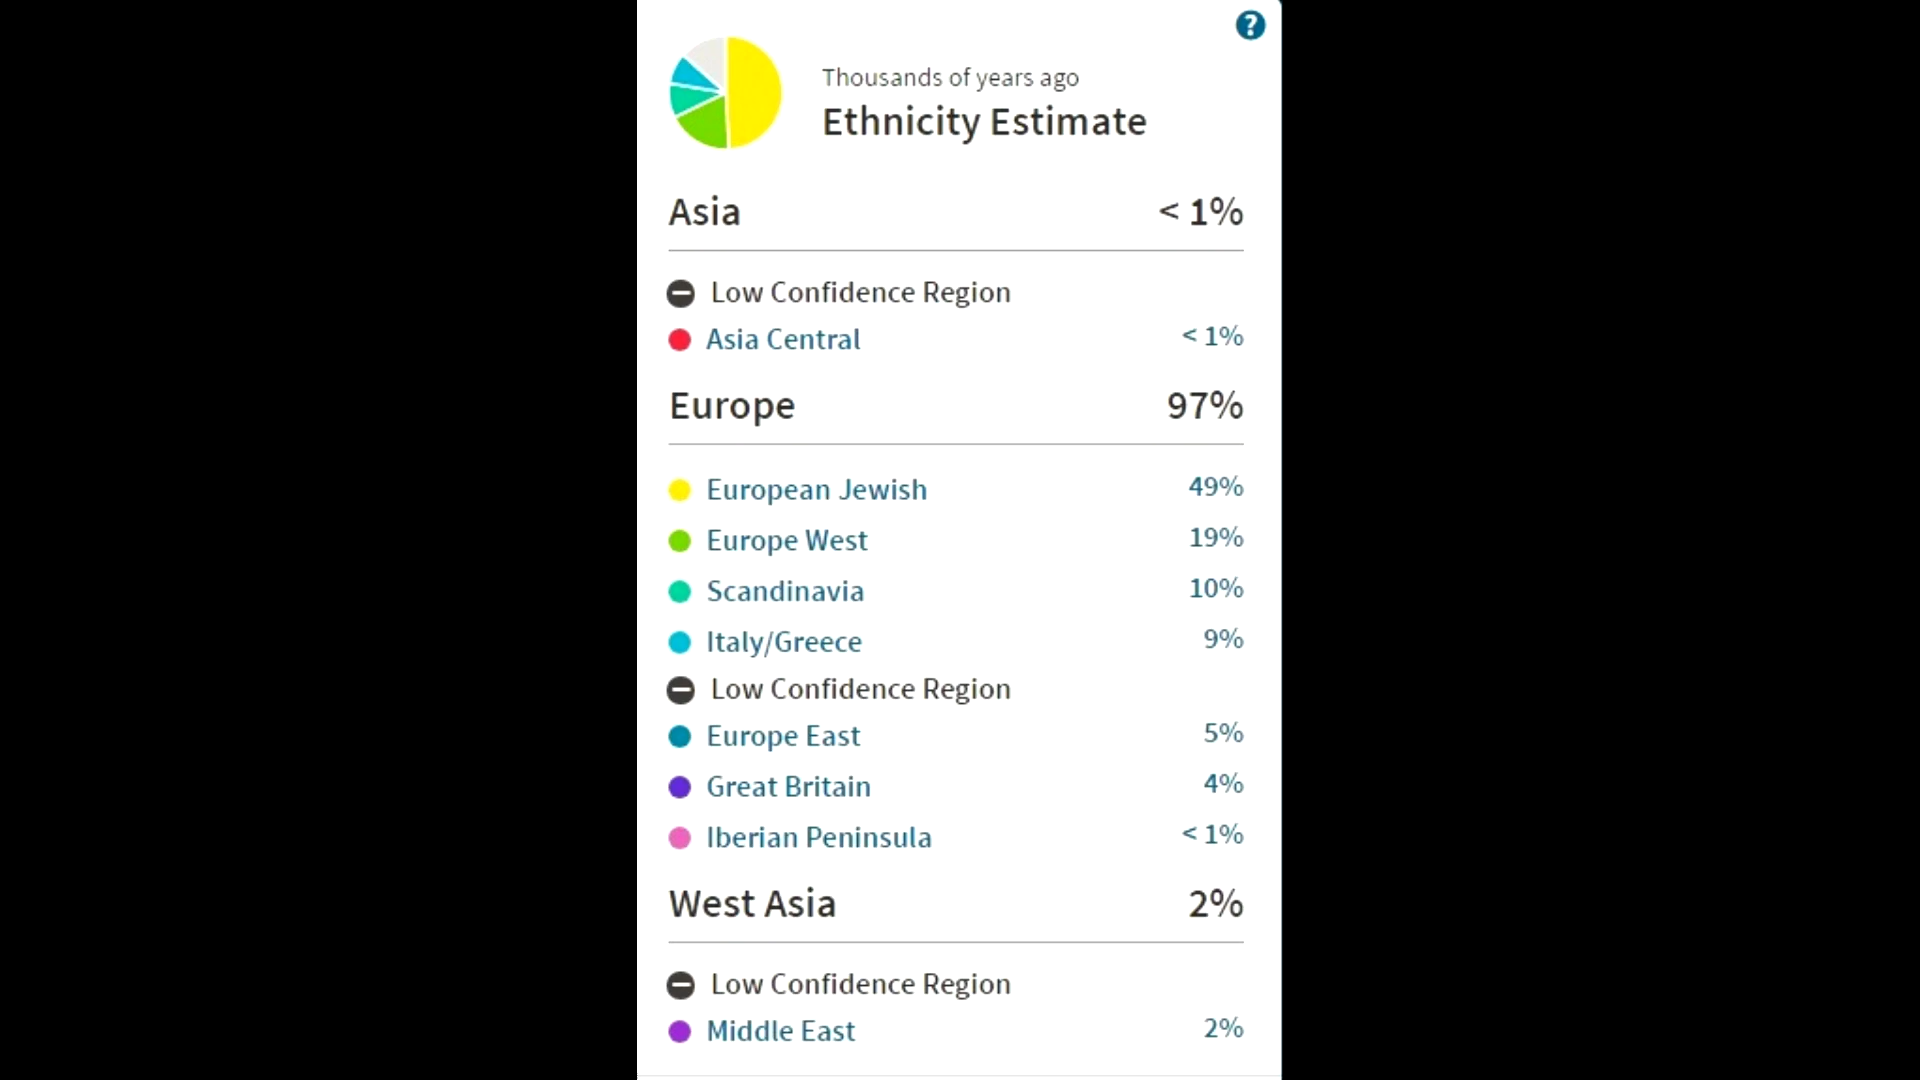 ?
Thousands of years ago
Ethnicity Estimate
Asia < 1%
Low Confidence Region
Asia Central < 1%
Europe 97%
European Jewish 49%
Europe West 19%
Scandinavia 10%
Italy/Greece 9%
Low Confidence Region
Europe East 5%
Great Britain 4%
Iberian Peninsula < 1%
West Asia 2%
Low Confidence Region
Middle East 2%